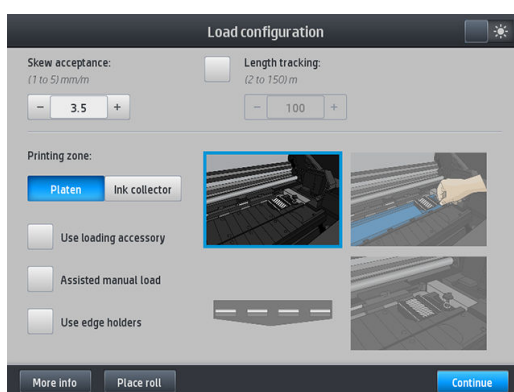 Load configuration
Skew acceptance:
(1 to 5) mm/m
- 3.5 +
Length tracking:
(2 to 150) m
- 100 +
Printing zone:
Platen Ink collector
Use loading accessory
Assisted manual load
Use edge holders
More info Place roll Continue